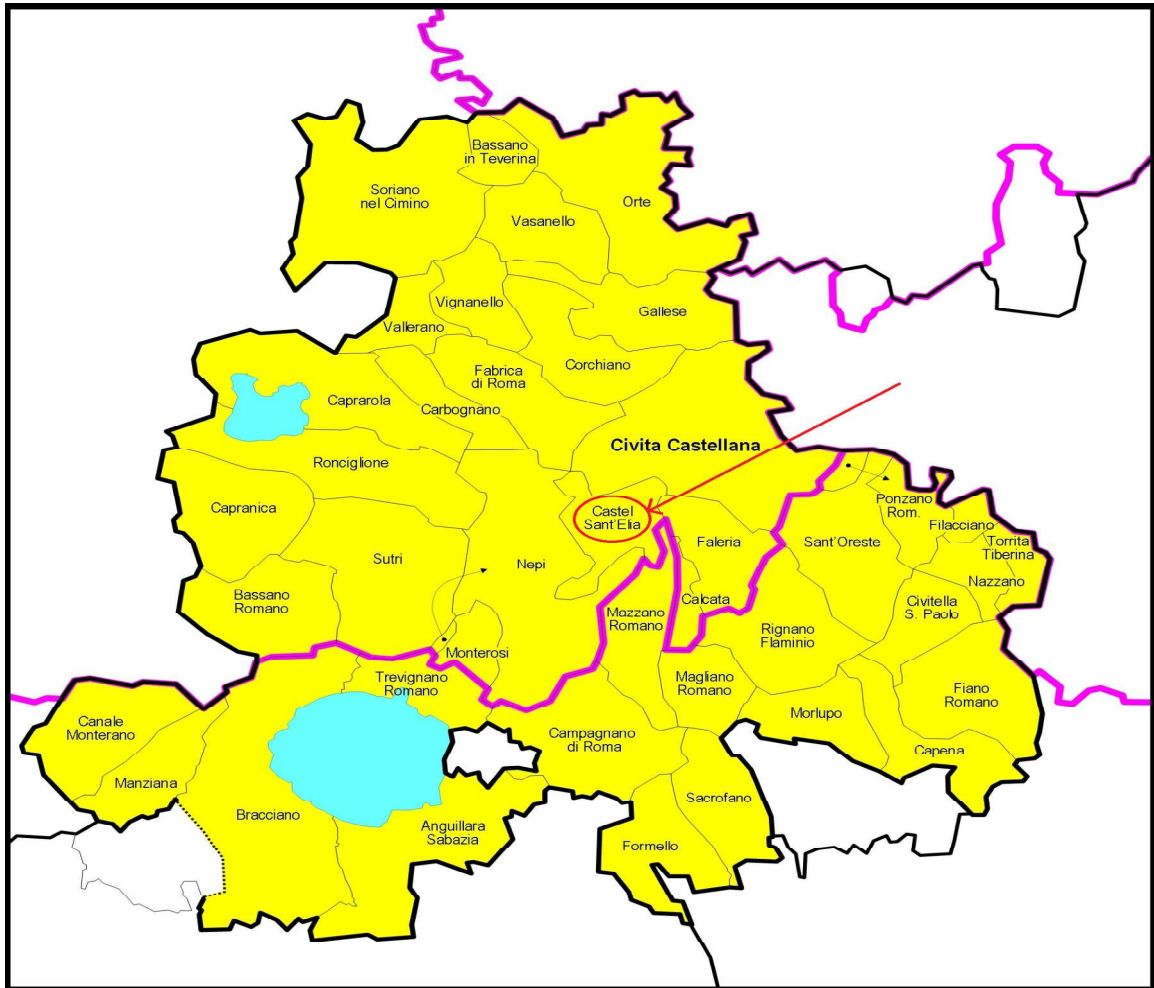 Bassano
in Teverina
Soriano
nel Cimino
Orte
Vasanello
Vignanello
Gallese
Vallerano
Corchiano
Fabrica
di Roma
Caprarola
Carbognano
Civita Castellana
Ronciglione
Capranica
Castel
Sant'Elia
Ponzano
Rom.
Filacciano
Torrita
Tiberina
Sant'Oreste
Faleria
Sutri
Nepi
Nazzano
Bassano
Romano
Calcata
Civitella
S. Paolo
Mazzano
Romano
Rignano
Flaminio
Monterosi
Trevignano
Romano
Magliano
Romano
Fiano
Romano
Canale
Monterano
Morlupo
Campagnano
di Roma
Capena
Manziana
Sacrofano
Bracciano
Anguillara
Sabazia
Formello